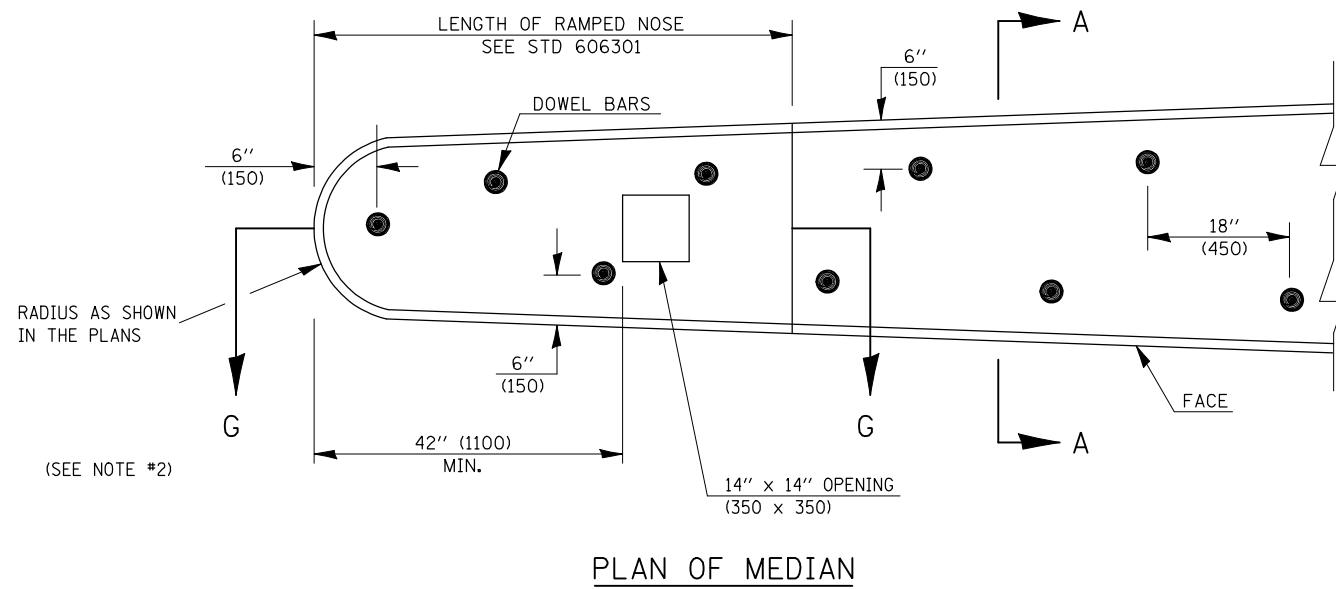 LENGTH OF RAMPED NOSE
SEE STD 606301
A
6''
(150)
DOWEL BARS
6''
(150)
18''
(450)
RADIUS AS SHOWN
IN THE PLANS
6''
(150)
G
G
FACE
42'' (1100)
MIN.
A
(SEE NOTE #2)
14'' x 14'' OPENING
(350 x 350)
PLAN OF MEDIAN